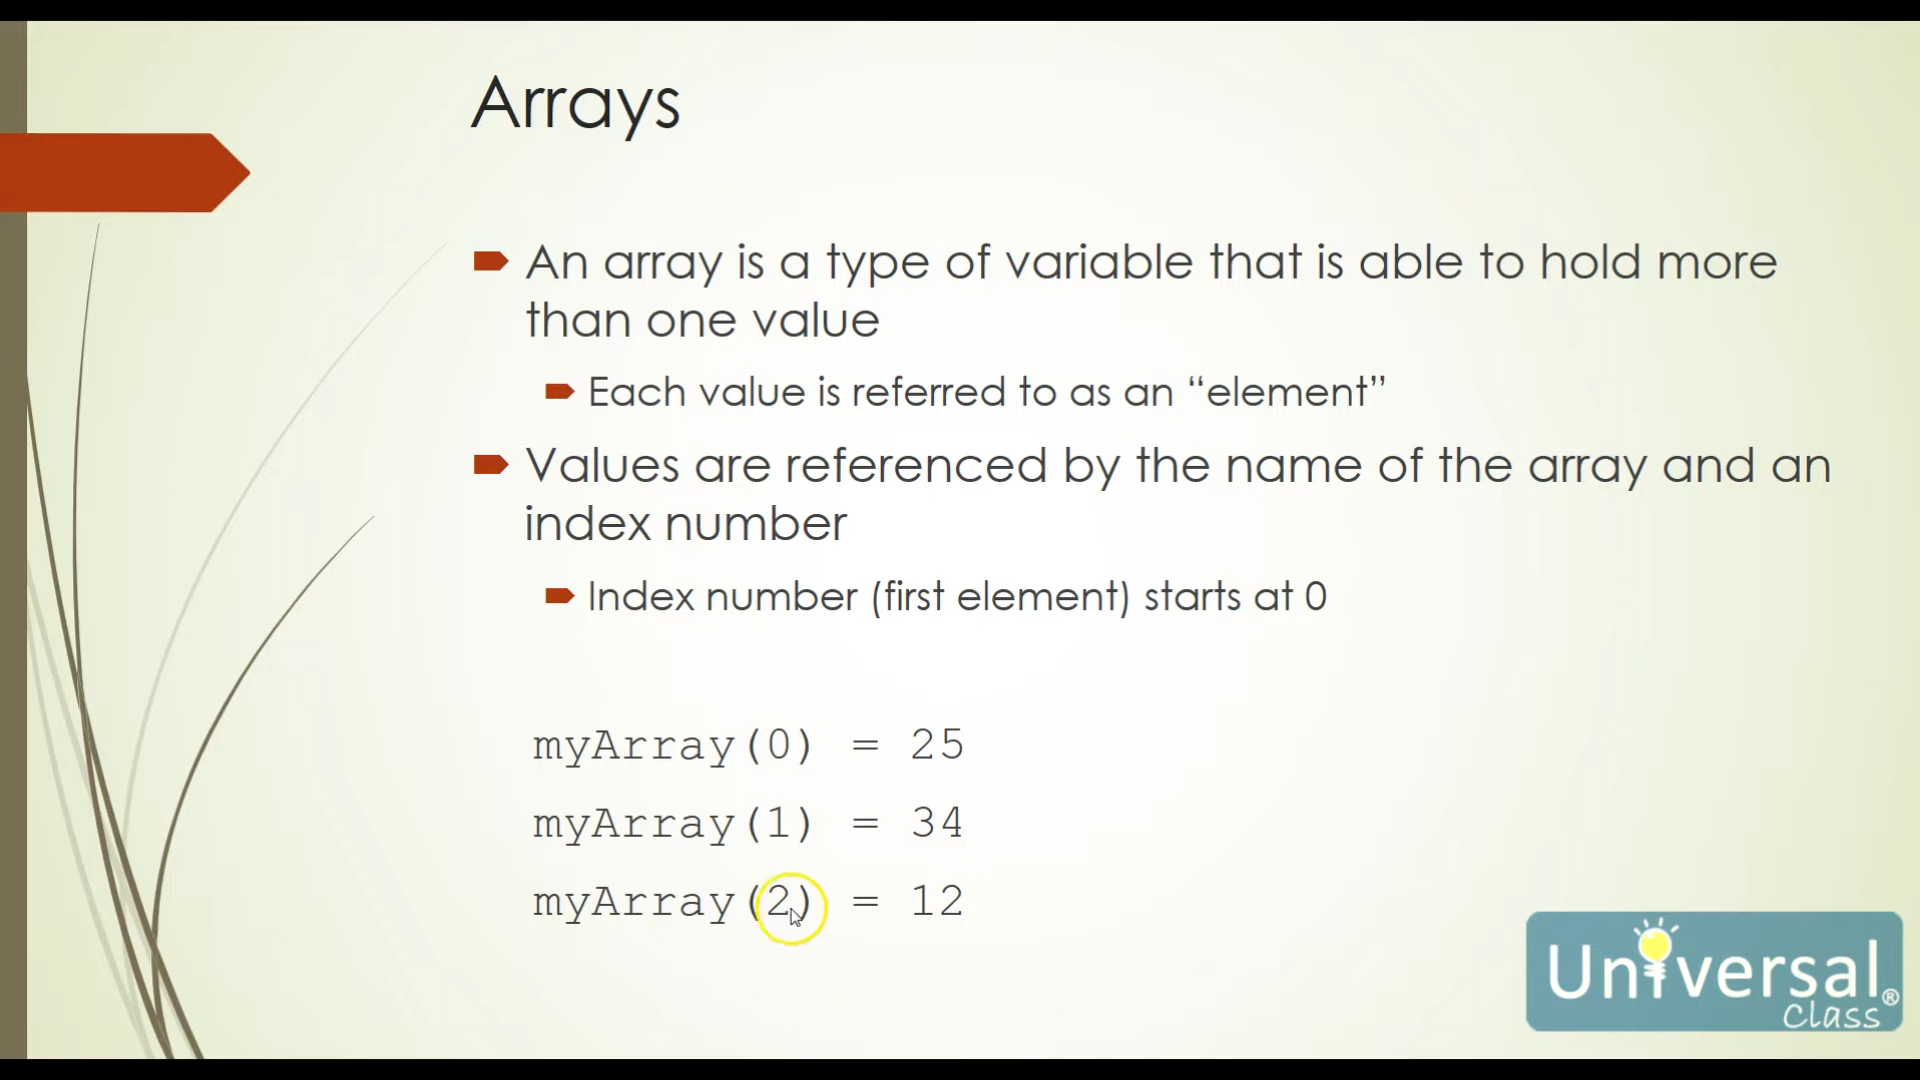 Arrays
An array is a type of variable that is able to hold more
than one value
Each value is referred to as an “element”
Values are referenced by the name of the array and an
index number
Index number (first element) starts at 0
myArray(0) = 25
myArray(1) = 34
myArray(2) = 12
Universal®
Class